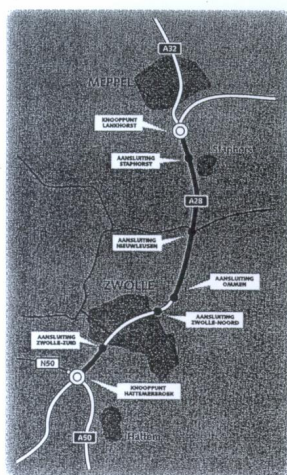 A32
MEPPEL
KNOOPPUNT
LANKHORST
Staphorst
AANSLUITING
STAPHORST
A28
AANSLUITING
NIEUWLEUSEN
AANSLUITING
OMMEN
ZWOLLE
AANSLUITING
ZWOLLE-NOORD
AANSLUITING
ZWOLLE-ZUID
N50
KNOOPPUNT
HATTEMERBROEK
A50
Hattem